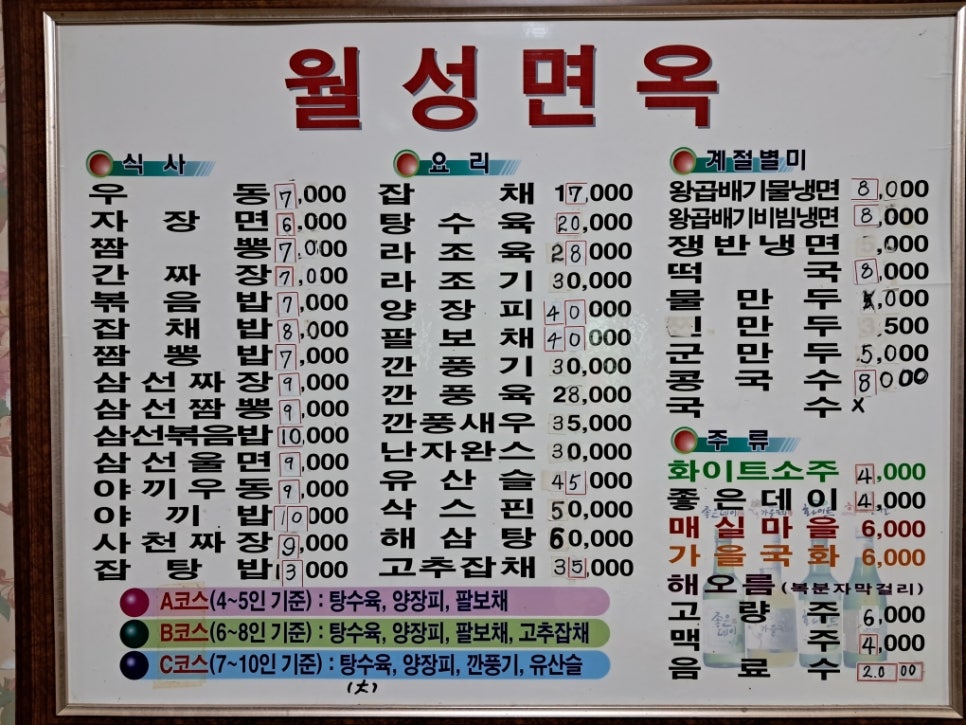 월성면옥
식사
우동 7,000
자장면 6,000
짬뽕 7,000
간짜장 7,000
볶음밥 7,000
잡채밥 8,000
짬뽕밥 7,000
삼선짜장 9,000
삼선짬뽕 9,000
삼선볶음밥 10,000
삼선울면 9,000
야끼우동 9,000
야끼밥 10,000
사천짜장 9,000
잡탕밥 13,000
요리
잡채 17,000
탕수육 20,000
라조육 28,000
라조기 30,000
양장피 40,000
팔보채 40,000
깐풍기 30,000
깐풍육 28,000
깐풍새우 35,000
난자완스 30,000
유산슬 45,000
삭스핀 50,000
해삼탕 60,000
고추잡채 35,000
계절별미
왕곱배기물냉면 8,000
왕곱배기비빔냉면 8,000
쟁반냉면 ,000
떡국 8,000
물만두 x,000
만두 500
군만두 5,000
콩국수 8000
국수 x
주류
화이트소주 4,000
좋은데이 4,000
매실마을 6,000
가을국화 6,000
해오름(복분자막걸리)
고량주 6,000
맥주 4,000
음료수 2.000
A코스(4~5인 기준) : 탕수육, 양장피, 팔보채
B코스(6~8인 기준) : 탕수육, 양장피, 팔보채, 고추잡채
C코스(7~10인 기준) : 탕수육, 양장피, 깐풍기, 유산슬
(大)